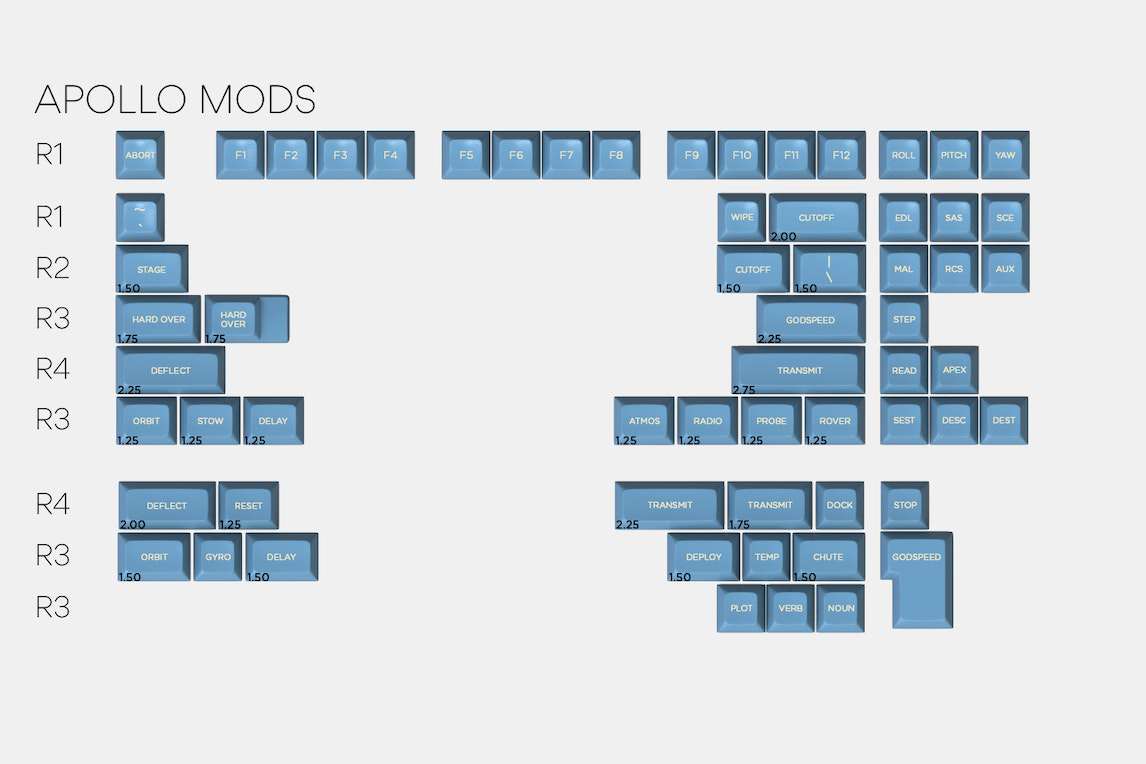 APOLLO MODS
R1 ABORT F1 F2 F3 F4 F5 F6 F7 F8 F9 F10 F11 F12 ROLL PITCH YAW
R1 ~ ` WIPE CUTOFF 2.00 EDL SAS SCE
R2 STAGE 1.50 CUTOFF 1.50 | \ 1.50 MAL RCS AUX
R3 HARD OVER 1.75 HARD OVER 1.75 GODSPEED 2.25 STEP
R4 DEFLECT 2.25 TRANSMIT 2.75 READ APEX
R3 ORBIT 1.25 STOW 1.25 DELAY 1.25 ATMOS 1.25 RADIO 1.25 PROBE 1.25 ROVER 1.25 SEST DESC DEST
R4 DEFLECT 2.00 RESET 1.25 TRANSMIT 2.25 TRANSMIT 1.75 DOCK STOP
R3 ORBIT 1.50 GYRO DELAY 1.50 DEPLOY 1.50 TEMP CHUTE 1.50 GODSPEED
R3 PLOT VERB NOUN